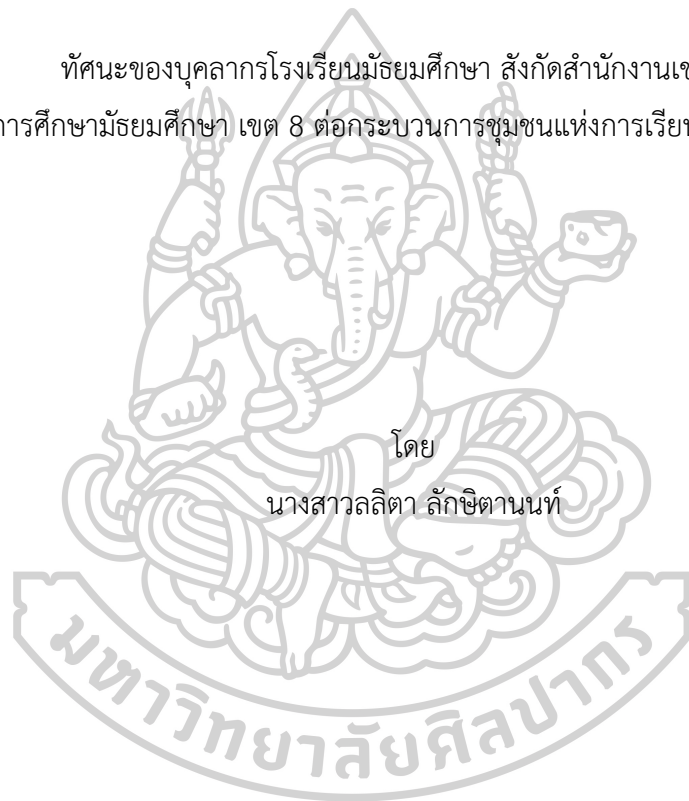 ทัศนะของบุคลากรโรงเรียนมัธยมศึกษา สังกัดสำนักงานเข
การศึกษามัธยมศึกษา เขต 8 ต่อกระบวนการชุมชนแห่งการเรียน
โดย
นางสาวลลิตา ลักษิตานนท์
มหาวิทยาลัยศิลปากร